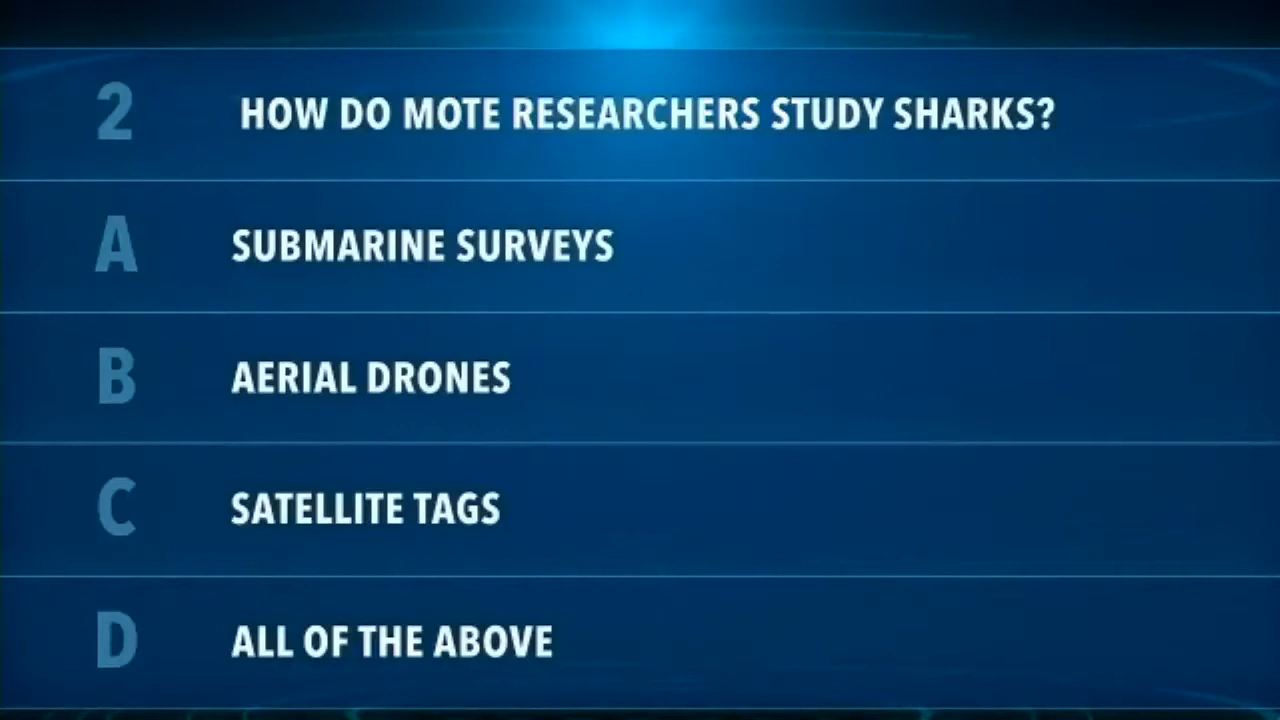 2 HOW DO MOTE RESEARCHERS STUDY SHARKS?
A SUBMARINE SURVEYS
B AERIAL DRONES
C SATELLITE TAGS
D ALL OF THE ABOVE